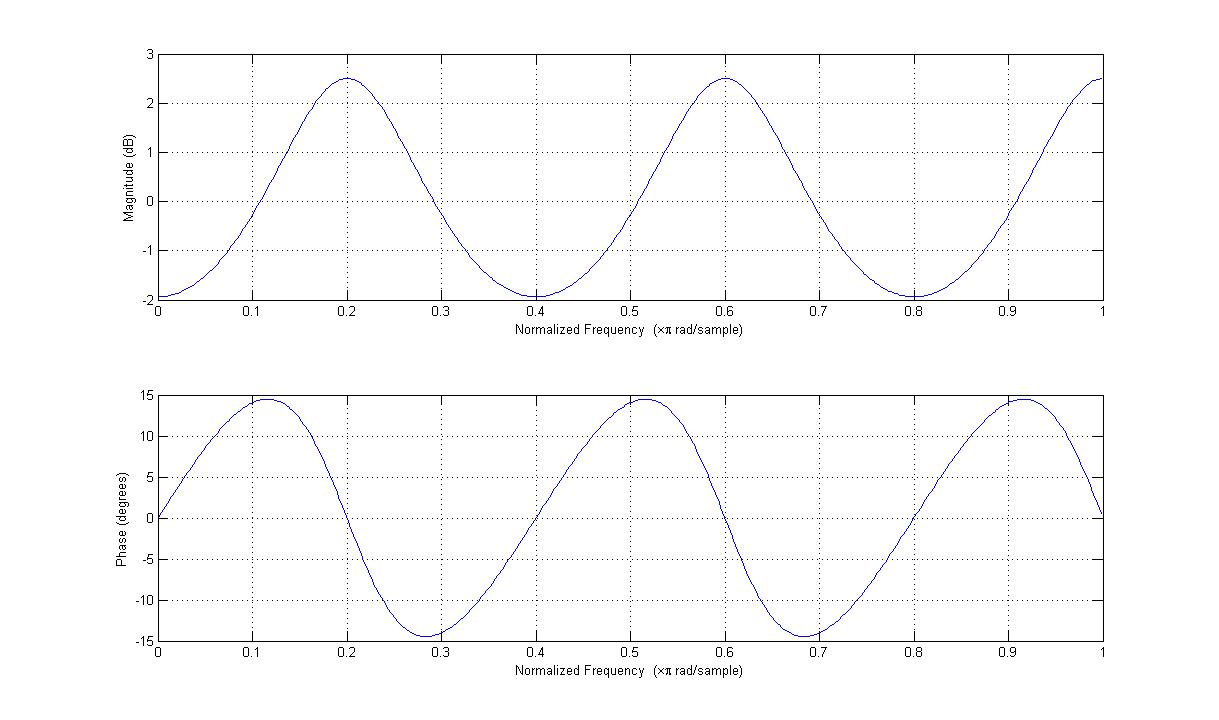 3
2
1
0
-1
-2
Magnitude (dB)
0 0.1 0.2 0.3 0.4 0.5 0.6 0.7 0.8 0.9 1
Normalized Frequency (×π rad/sample)
15
10
5
0
-5
-10
-15
Phase (degrees)
0 0.1 0.2 0.3 0.4 0.5 0.6 0.7 0.8 0.9 1
Normalized Frequency (×π rad/sample)